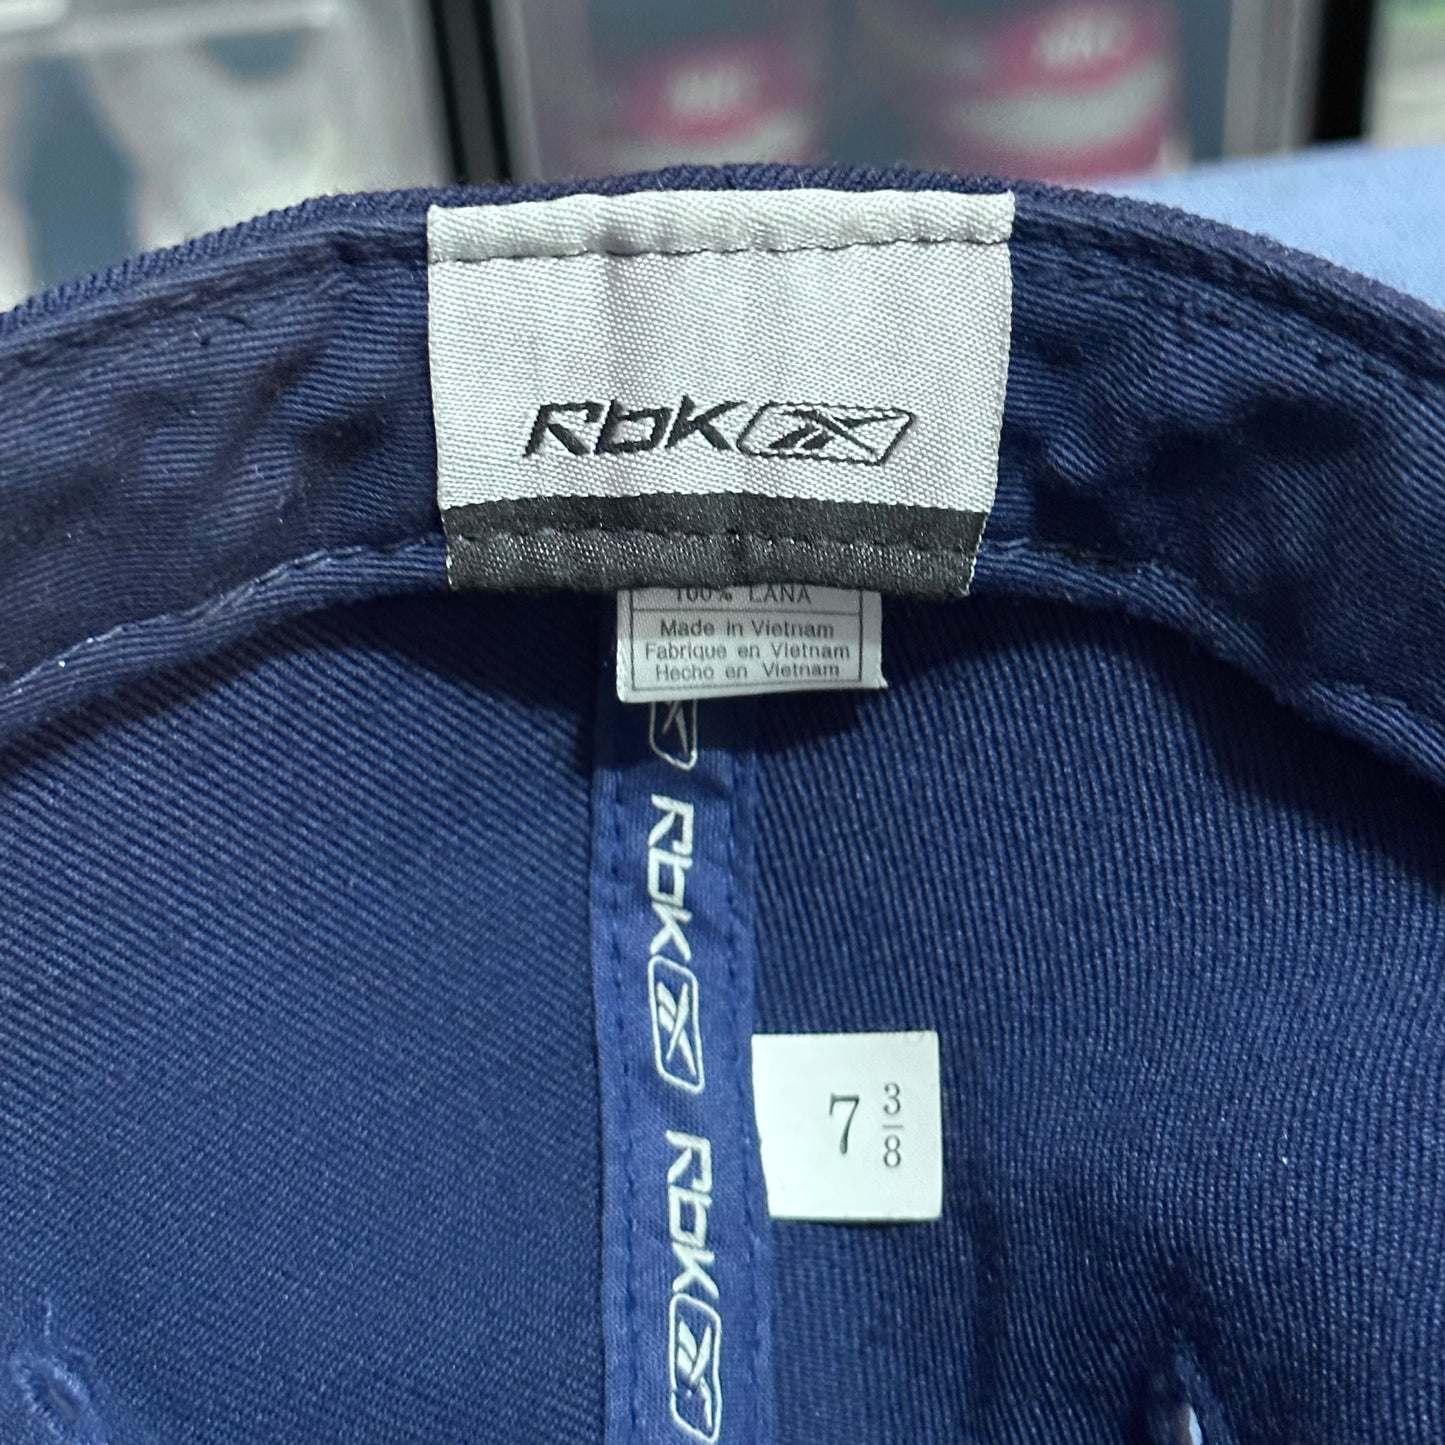 RbK
100% LANA
Made in Vietnam
Fabrique en Vietnam
Hecho en Vietnam
RbK
RbK
7 3/8